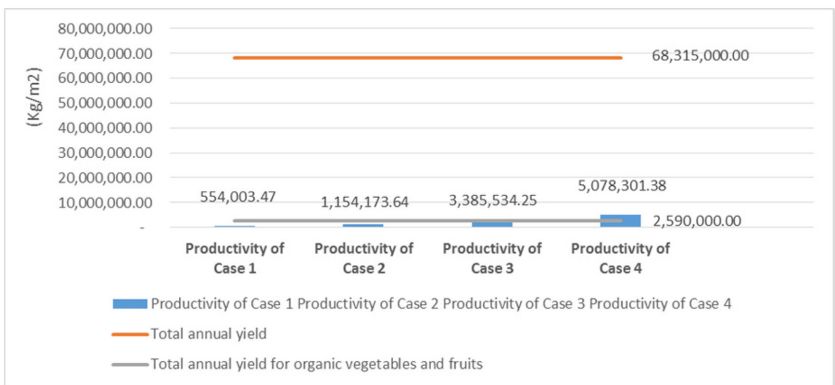 80,000,000.00
70,000,000.00
60,000,000.00
50,000,000.00
40,000,000.00
30,000,000.00
20,000,000.00
10,000,000.00
-
(Kg/m2)
68,315,000.00
554,003.47
1,154,173.64
3,385,534.25
5,078,301.38
2,590,000.00
Productivity of
Case 1
Productivity of
Case 2
Productivity of
Case 3
Productivity of
Case 4
Productivity of Case 1 Productivity of Case 2 Productivity of Case 3 Productivity of Case 4
Total annual yield
Total annual yield for organic vegetables and fruits